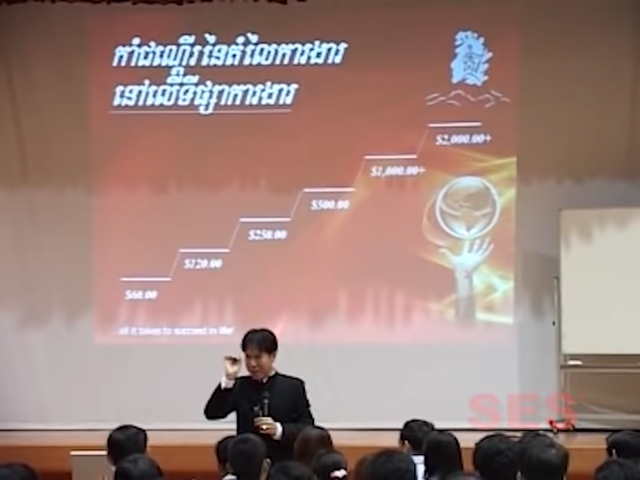 កាំជណ្ដើរនៃតំលៃការងារ
នៅលើទីផ្សារការងារ
$2,000.00+
$1,000.00+
$500.00
$250.00
$120.00
$60.00
All it takes to succeed in life!
SES